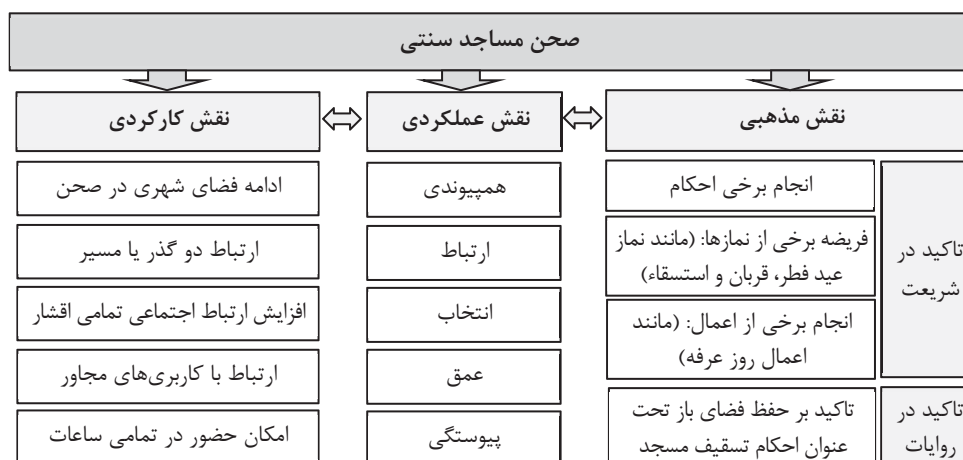 صحن مساجد سنتی
نقش مذهبی
نقش عملکردی
نقش کارکردی
تاکید در
شریعت
انجام برخی احکام
فریضه برخی از نمازها: (مانند نماز
عید فطر، قربان و استسقاء)
انجام برخی از اعمال: (مانند
اعمال روز عرفه)
تاکید در
روایات
تاکید بر حفظ فضای باز تحت
عنوان احکام تسقیف مسجد
همپیوندی
ارتباط
انتخاب
عمق
پیوستگی
ادامه فضای شهری در صحن
ارتباط دو گذر یا مسیر
افزایش ارتباط اجتماعی تمامی اقشار
ارتباط با کاربری‌های مجاور
امکان حضور در تمامی ساعات